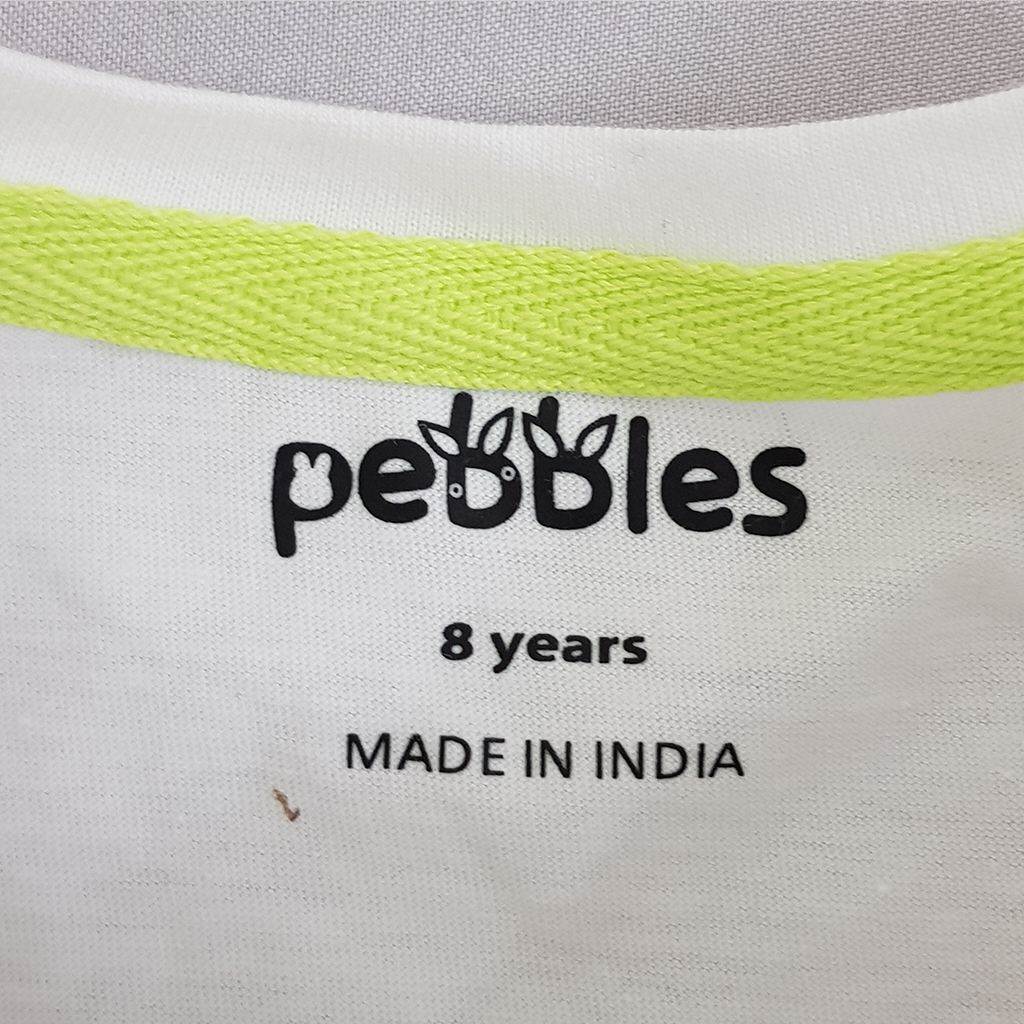 pebbles
8 years
MADE IN INDIA